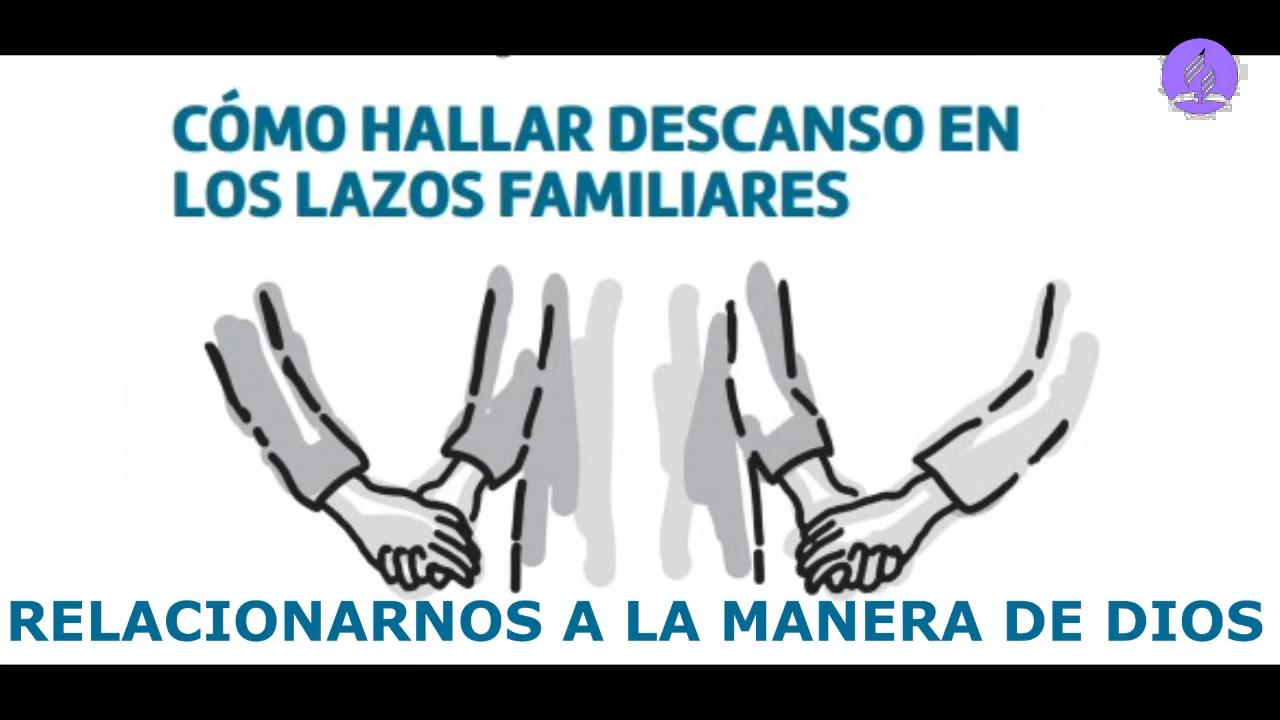 CÓMO HALLAR DESCANSO EN
LOS LAZOS FAMILIARES
RELACIONARNOS A LA MANERA DE DIOS